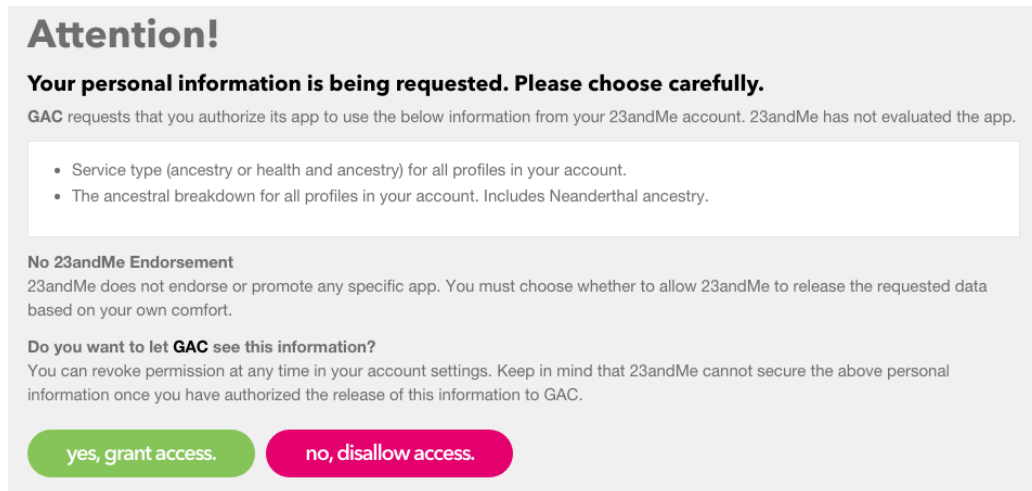 Attention!
Your personal information is being requested. Please choose carefully.
GAC requests that you authorize its app to use the below information from your 23andMe account. 23andMe has not evaluated the app.
• Service type (ancestry or health and ancestry) for all profiles in your account.
• The ancestral breakdown for all profiles in your account. Includes Neanderthal ancestry.
No 23andMe Endorsement
23andMe does not endorse or promote any specific app. You must choose whether to allow 23andMe to release the requested data
based on your own comfort.
Do you want to let GAC see this information?
You can revoke permission at any time in your account settings. Keep in mind that 23andMe cannot secure the above personal
information once you have authorized the release of this information to GAC.
yes, grant access. no, disallow access.